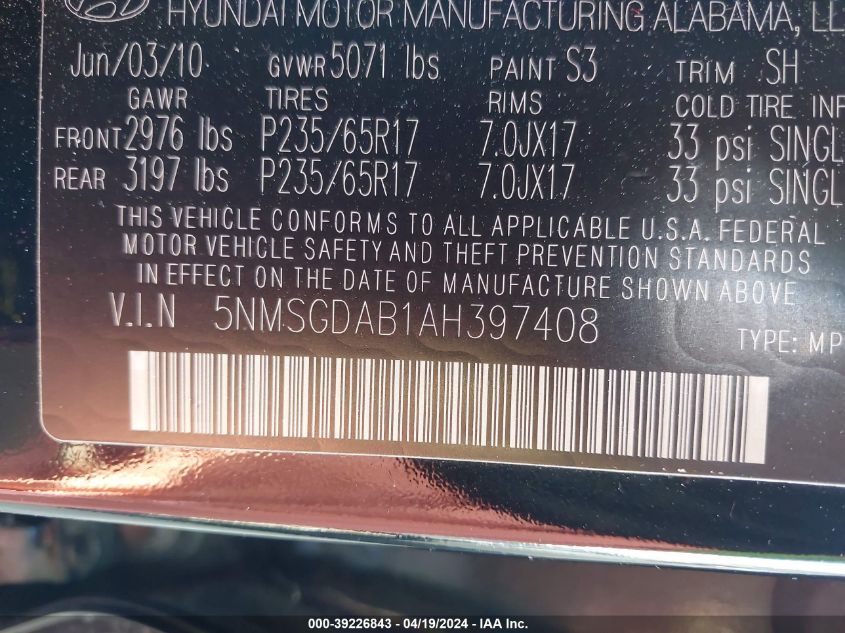 HYUNDAI MOTOR MANUFACTURING ALABAMA, LL
Jun/03/10 GVWR 5071 lbs PAINT S3 TRIM SH
GAWR TIRES RIMS COLD TIRE INF
FRONT 2976 lbs P235/65R17 7.0JX17 33 psi SINGL
REAR 3197 lbs P235/65R17 7.0JX17 33 psi SINGL
THIS VEHICLE CONFORMS TO ALL APPLICABLE U.S.A. FEDERAL
MOTOR VEHICLE SAFETY AND THEFT PREVENTION STANDARDS
IN EFFECT ON THE DATE OF MANUFACTURE SHOWN ABOVE
V.I.N 5NMSGDAB1AH397408
TYPE: MP
000-39226843 - 04/19/2024 - IAA Inc.